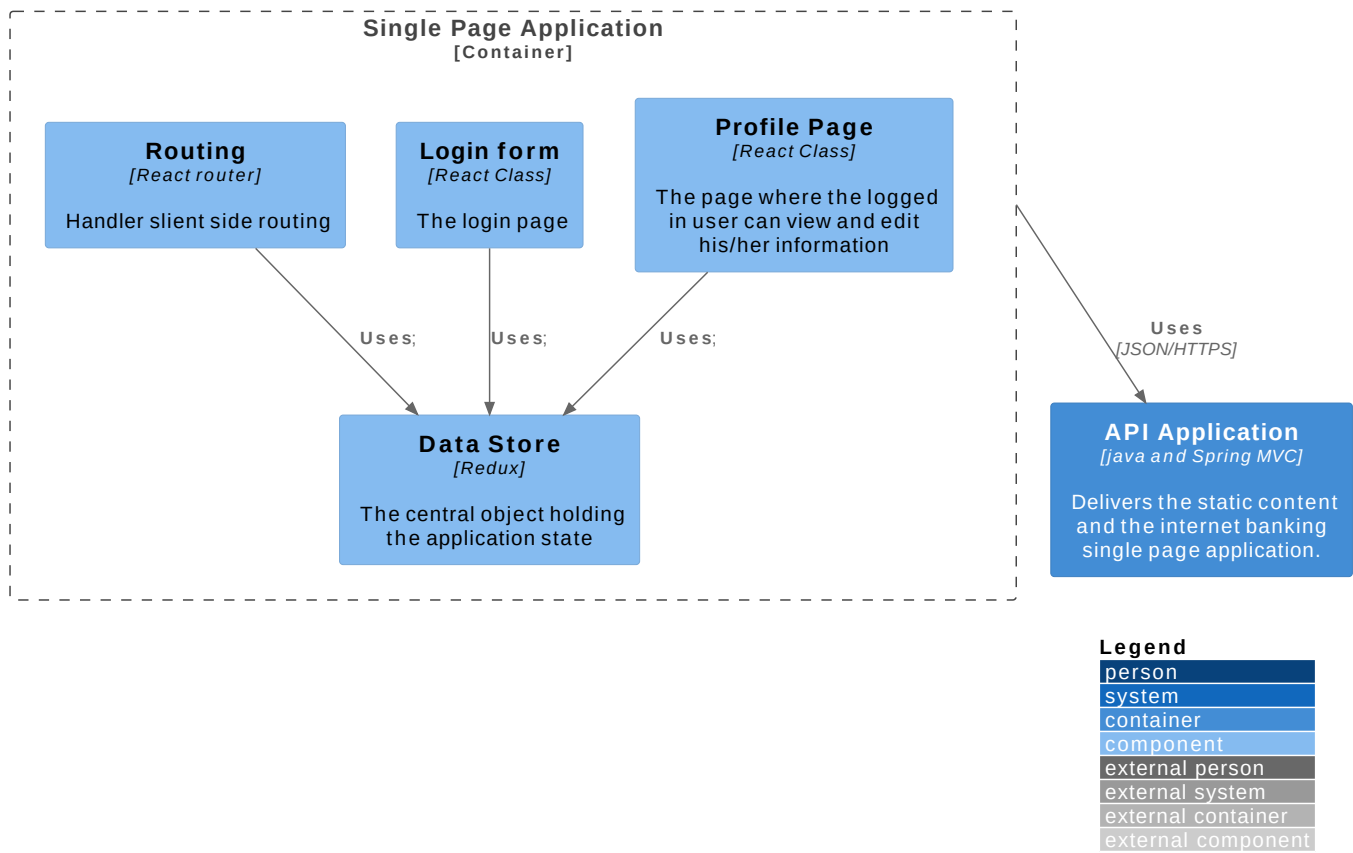 Single Page Application
[Container]
Routing
[React router]
Handler slient side routing
Login form
[React Class]
The login page
Profile Page
[React Class]
The page where the logged
in user can view and edit
his/her information
Uses;
Uses;
Uses;
Uses
[JSON/HTTPS]
Data Store
[Redux]
The central object holding
the application state
API Application
[java and Spring MVC]
Delivers the static content
and the internet banking
single page application.
Legend
person
system
container
component
external person
external system
external container
external component